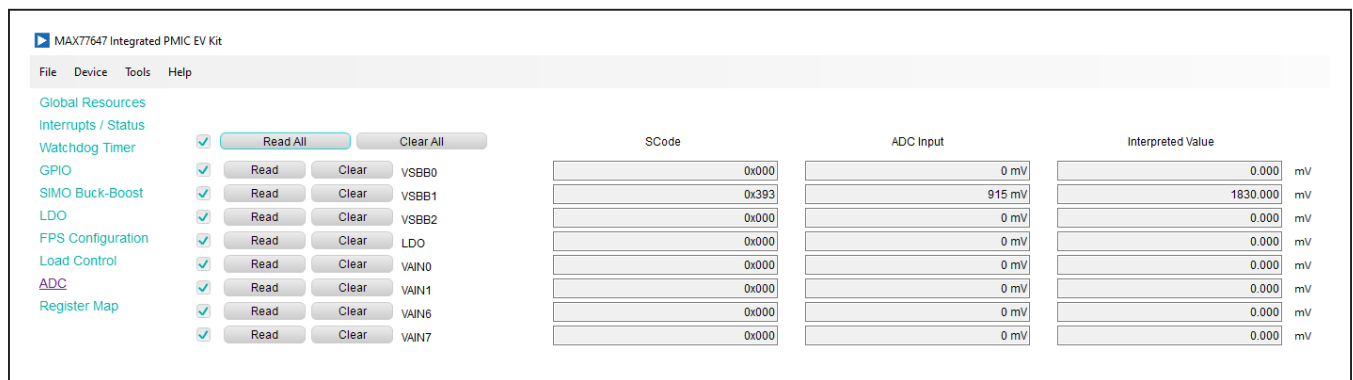 MAX77647 Integrated PMIC EV Kit
File Device Tools Help
Global Resources
Interrupts / Status
Watchdog Timer
GPIO
SIMO Buck-Boost
LDO
FPS Configuration
Load Control
ADC
Register Map
Read All Clear All SCode ADC Input Interpreted Value
Read Clear VSBB0 0x000 0 mV 0.000 mV
Read Clear VSBB1 0x393 915 mV 1830.000 mV
Read Clear VSBB2 0x000 0 mV 0.000 mV
Read Clear LDO 0x000 0 mV 0.000 mV
Read Clear VAIN0 0x000 0 mV 0.000 mV
Read Clear VAIN1 0x000 0 mV 0.000 mV
Read Clear VAIN6 0x000 0 mV 0.000 mV
Read Clear VAIN7 0x000 0 mV 0.000 mV